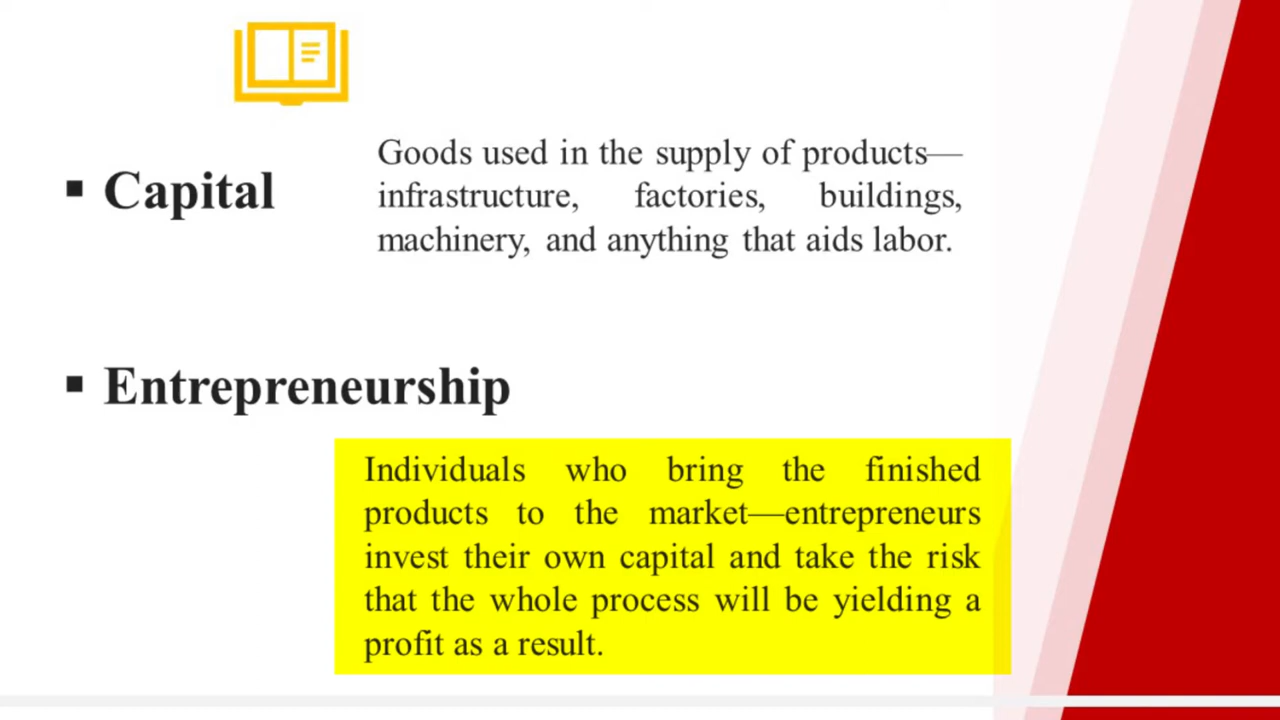 ▪ Capital
Goods used in the supply of products—
infrastructure, factories, buildings,
machinery, and anything that aids labor.
▪ Entrepreneurship
Individuals who bring the finished
products to the market—entrepreneurs
invest their own capital and take the risk
that the whole process will be yielding a
profit as a result.